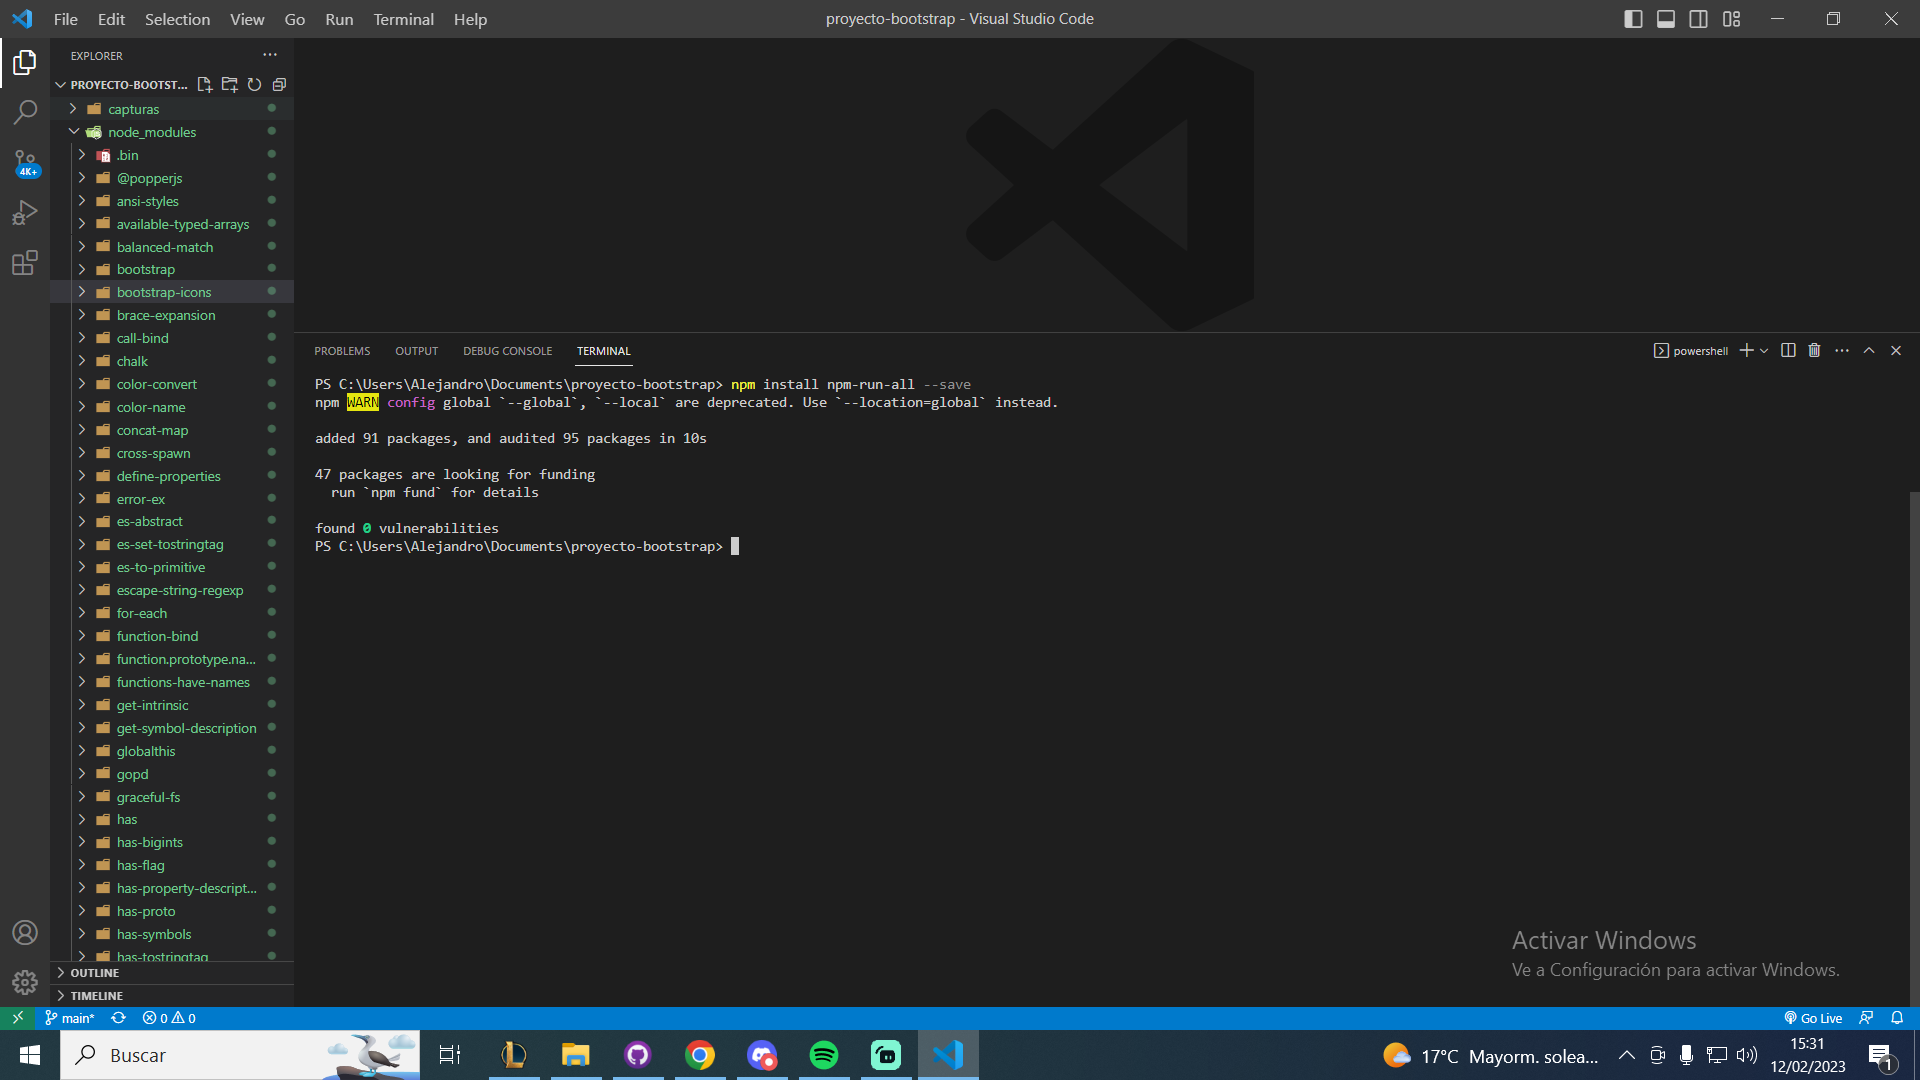 File Edit Selection View Go Run Terminal Help
proyecto-bootstrap - Visual Studio Code
EXPLORER
PROYECTO-BOOTST...
capturas
node_modules
.bin
@popperjs
ansi-styles
available-typed-arrays
balanced-match
bootstrap
bootstrap-icons
brace-expansion
call-bind
chalk
color-convert
color-name
concat-map
cross-spawn
define-properties
error-ex
es-abstract
es-set-tostringtag
es-to-primitive
escape-string-regexp
for-each
function-bind
function.prototype.na...
functions-have-names
get-intrinsic
get-symbol-description
globalthis
gopd
graceful-fs
has
has-bigints
has-flag
has-property-descript...
has-proto
has-symbols
has-tostringtag
OUTLINE
TIMELINE
4K+
PROBLEMS OUTPUT DEBUG CONSOLE TERMINAL
powershell
PS C:\Users\Alejandro\Documents\proyecto-bootstrap> npm install npm-run-all --save
npm WARN config global `--global`, `--local` are deprecated. Use `--location=global` instead.
added 91 packages, and audited 95 packages in 10s
47 packages are looking for funding
run `npm fund` for details
found 0 vulnerabilities
PS C:\Users\Alejandro\Documents\proyecto-bootstrap>
Activar Windows
Ve a Configuración para activar Windows.
main* 0 0
Go Live
Buscar
17°C Mayorm. solea...
15:31
12/02/2023
1